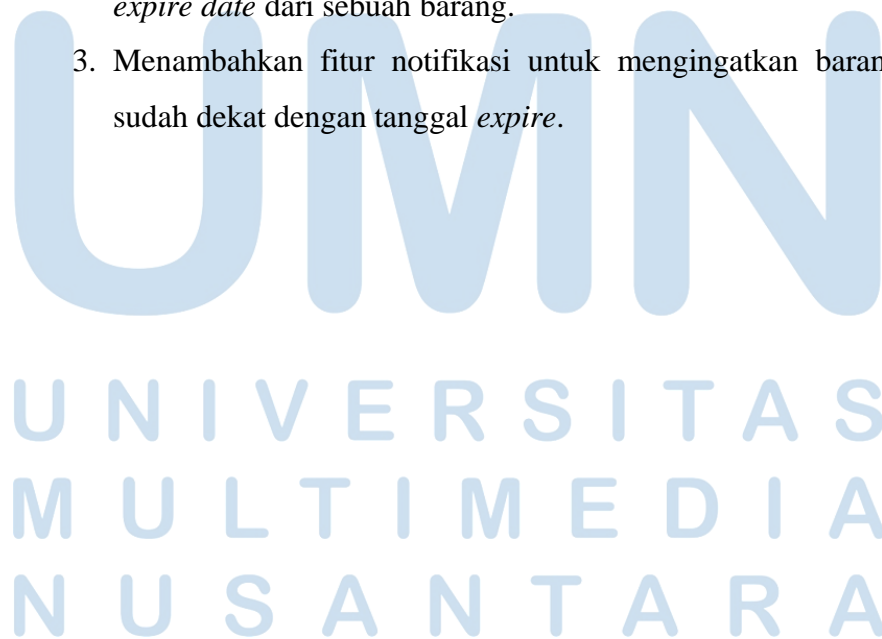 expire date dari sebuah barang.
3. Menambahkan fitur notifikasi untuk mengingatkan baran
sudah dekat dengan tanggal expire.
UMN
UNIVERSITAS
MULTIMEDIA
NUSANTARA